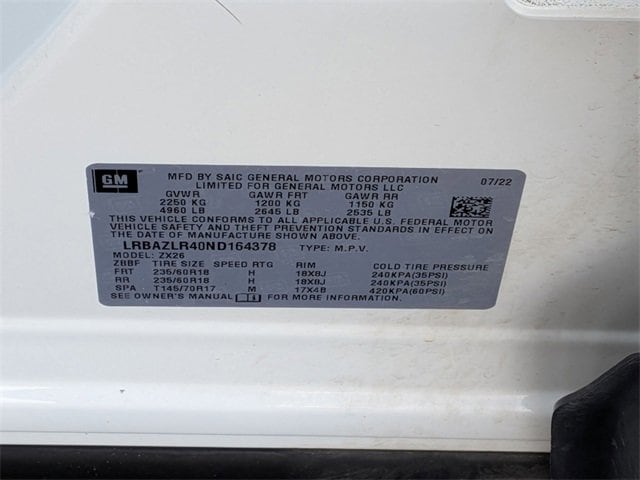 GM
MFD BY SAIC GENERAL MOTORS CORPORATION 07/22
LIMITED FOR GENERAL MOTORS LLC
GVWR GAWR FRT GAWR RR
2250 KG 1200 KG 1150 KG
4960 LB 2645 LB 2535 LB
THIS VEHICLE CONFORMS TO ALL APPLICABLE U.S. FEDERAL MOTOR
VEHICLE SAFETY AND THEFT PREVENTION STANDARDS IN EFFECT ON
THE DATE OF MANUFACTURE SHOWN ABOVE.
LRBAZLR40ND164378 TYPE: M.P.V.
MODEL: ZX26
ZBBF TIRE SIZE SPEED RTG RIM COLD TIRE PRESSURE
FRT 235/60R18 H 18X8J 240KPA(35PSI)
RR 235/60R18 H 18X8J 240KPA(35PSI)
SPA T145/70R17 M 17X4B 420KPA(60PSI)
SEE OWNER'S MANUAL FOR MORE INFORMATION.